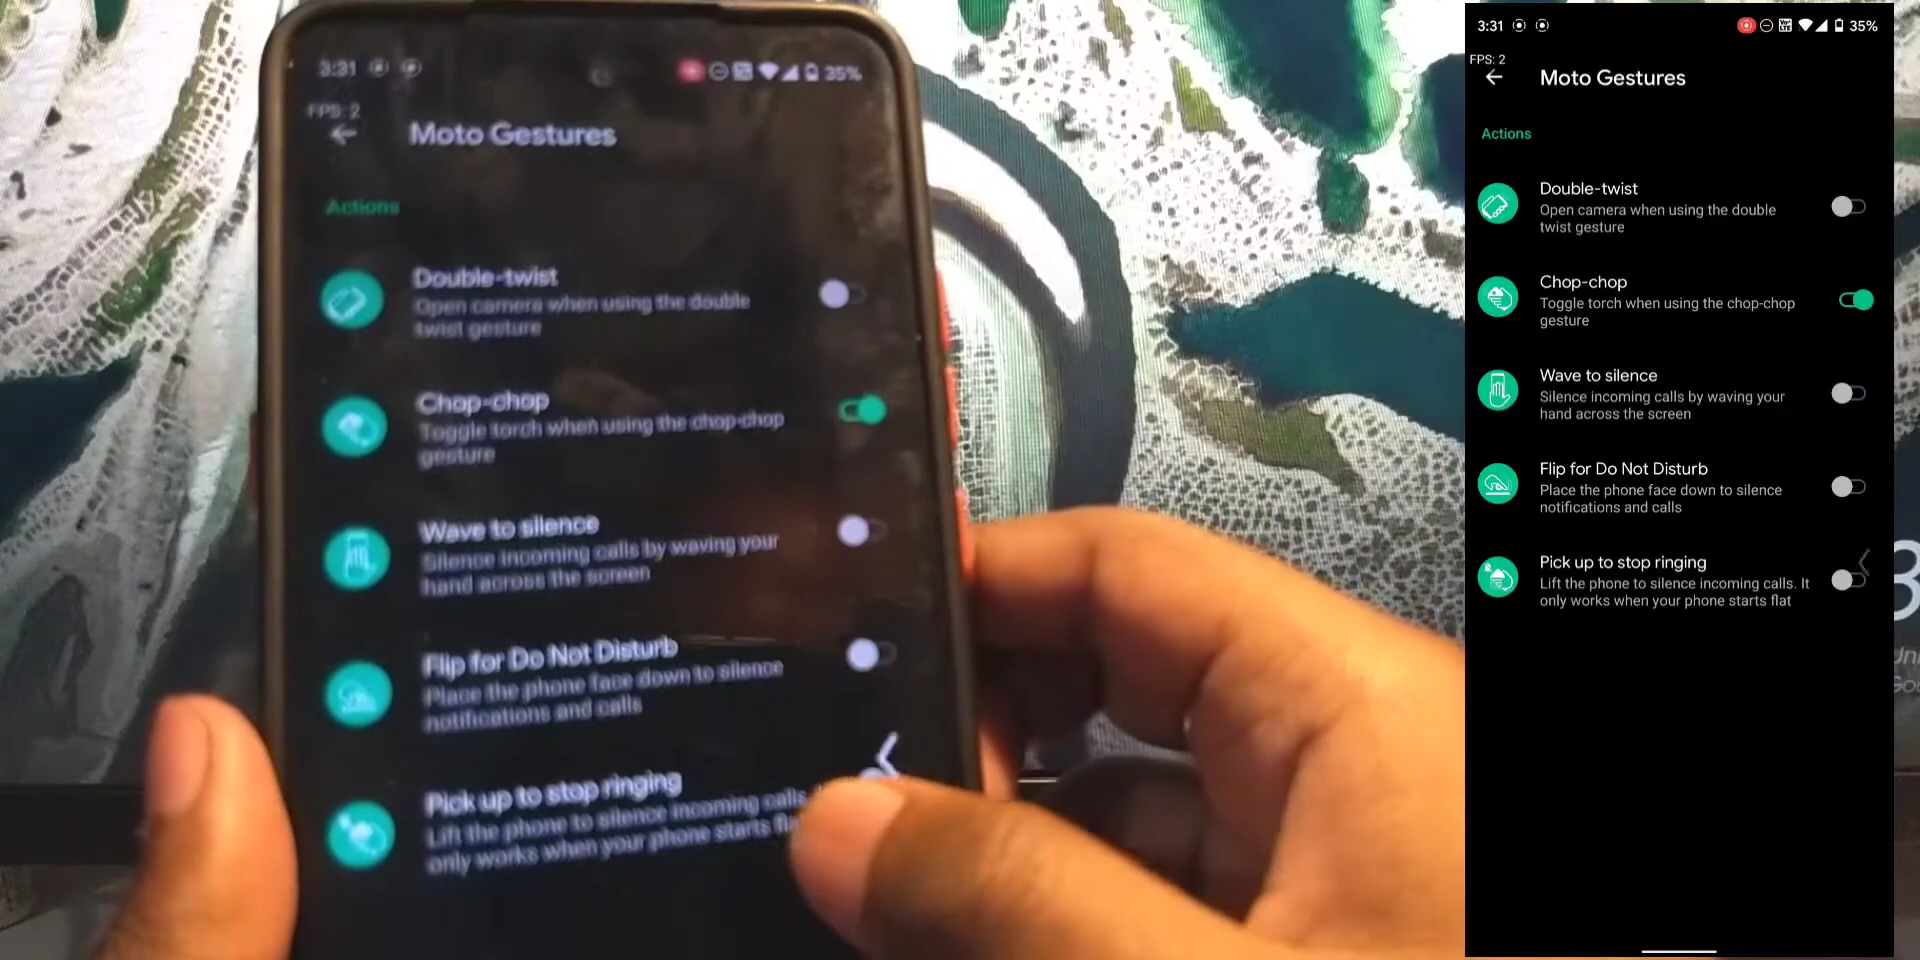 3:31
35%
FPS: 2
Moto Gestures
Actions
Double-twist
Open camera when using the double
twist gesture
Chop-chop
Toggle torch when using the chop-chop
gesture
Wave to silence
Silence incoming calls by waving your
hand across the screen
Flip for Do Not Disturb
Place the phone face down to silence
notifications and calls
Pick up to stop ringing
Lift the phone to silence incoming calls.
only works when your phone starts
3:31
35%
FPS: 2
Moto Gestures
Actions
Double-twist
Open camera when using the double
twist gesture
Chop-chop
Toggle torch when using the chop-chop
gesture
Wave to silence
Silence incoming calls by waving your
hand across the screen
Flip for Do Not Disturb
Place the phone face down to silence
notifications and calls
Pick up to stop ringing
Lift the phone to silence incoming calls. It
only works when your phone starts flat